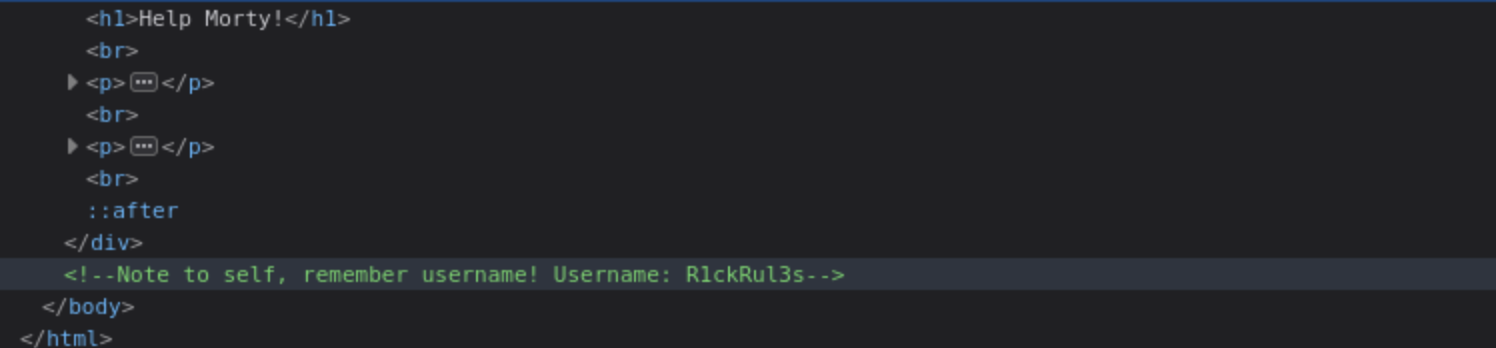 <h1>Help Morty!</h1>
<br>
<p>…</p>
<br>
<p>…</p>
<br>
::after
</div>
<!--Note to self, remember username! Username: R1ckRul3s-->
</body>
</html>